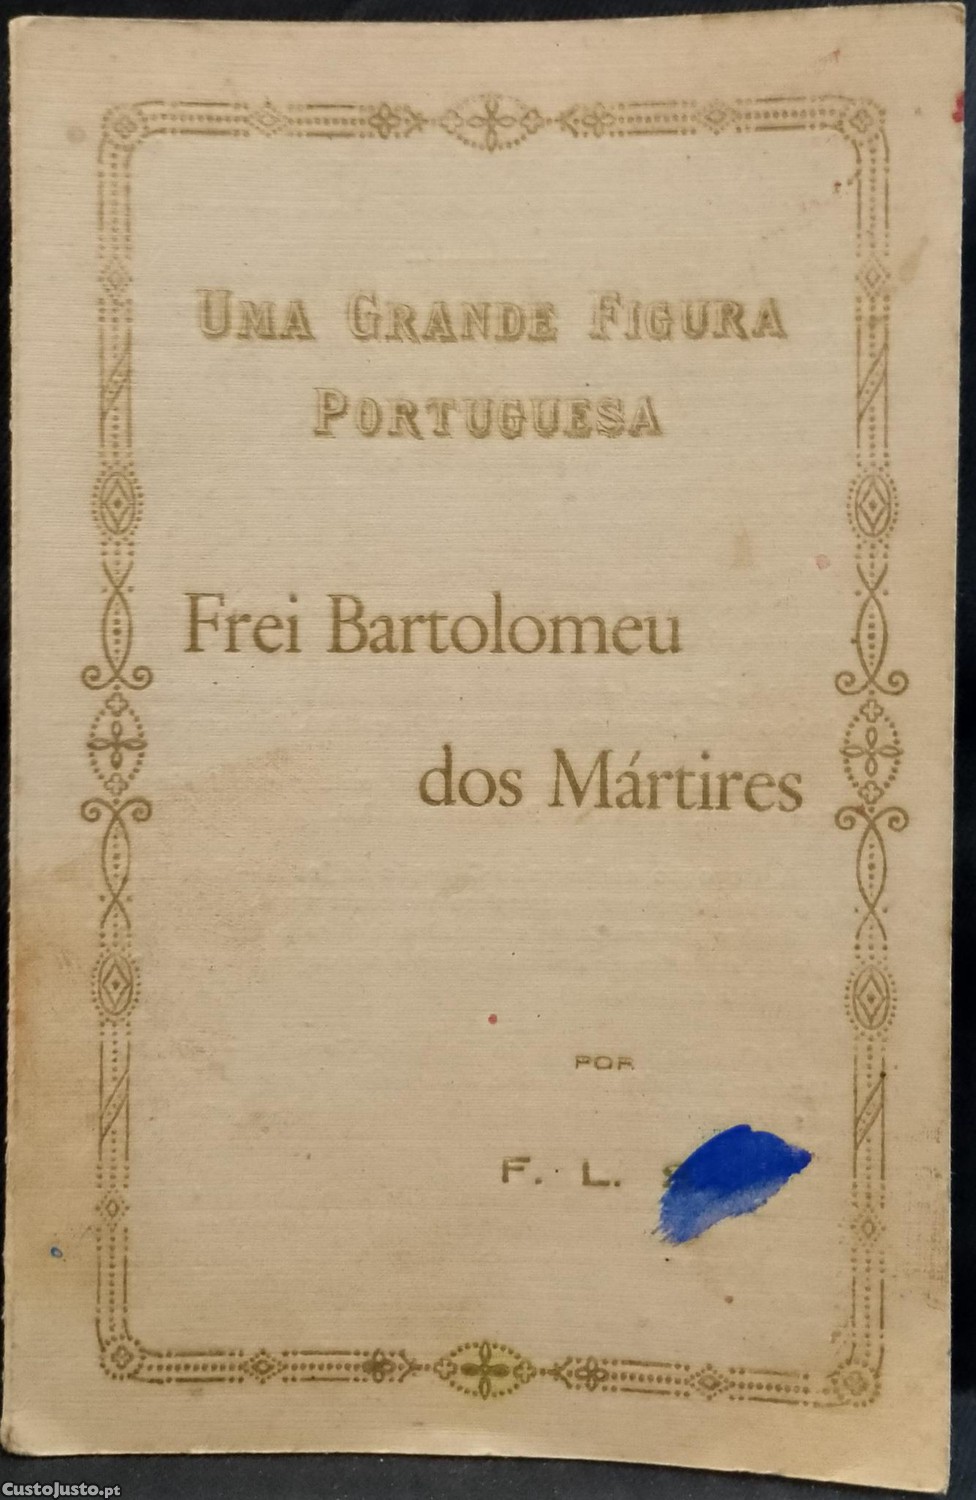 UMA GRANDE FIGURA
PORTUGUESA
Frei Bartolomeu
dos Mártires
POR
F. L.
CustoJusto.pt